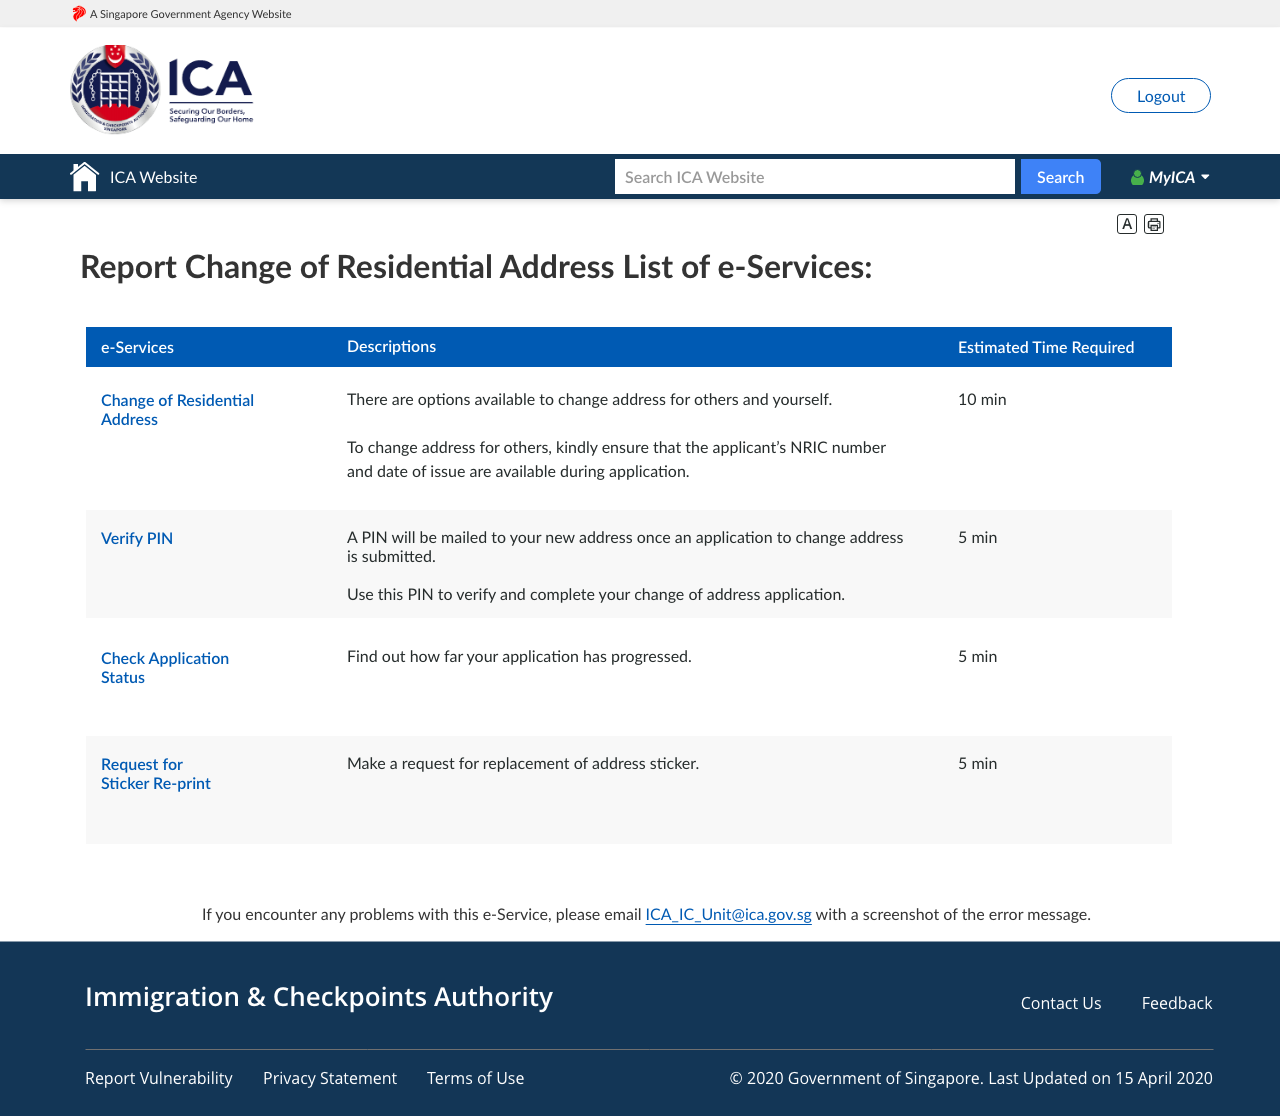 A Singapore Government Agency Website
ICA
Securing Our Borders,
Safeguarding Our Home
IMMIGRATION & CHECKPOINTS AUTHORITY
SINGAPORE
Logout
ICA Website
Search ICA Website
Search
MyICA
A
Report Change of Residential Address List of e-Services:
e-Services Descriptions Estimated Time Required
Change of Residential
Address
There are options available to change address for others and yourself.
To change address for others, kindly ensure that the applicant’s NRIC number
and date of issue are available during application.
10 min
Verify PIN
A PIN will be mailed to your new address once an application to change address
is submitted.
Use this PIN to verify and complete your change of address application.
5 min
Check Application
Status
Find out how far your application has progressed.
5 min
Request for
Sticker Re-print
Make a request for replacement of address sticker.
5 min
If you encounter any problems with this e-Service, please email ICA_IC_Unit@ica.gov.sg with a screenshot of the error message.
Immigration & Checkpoints Authority
Contact Us Feedback
Report Vulnerability Privacy Statement Terms of Use © 2020 Government of Singapore. Last Updated on 15 April 2020